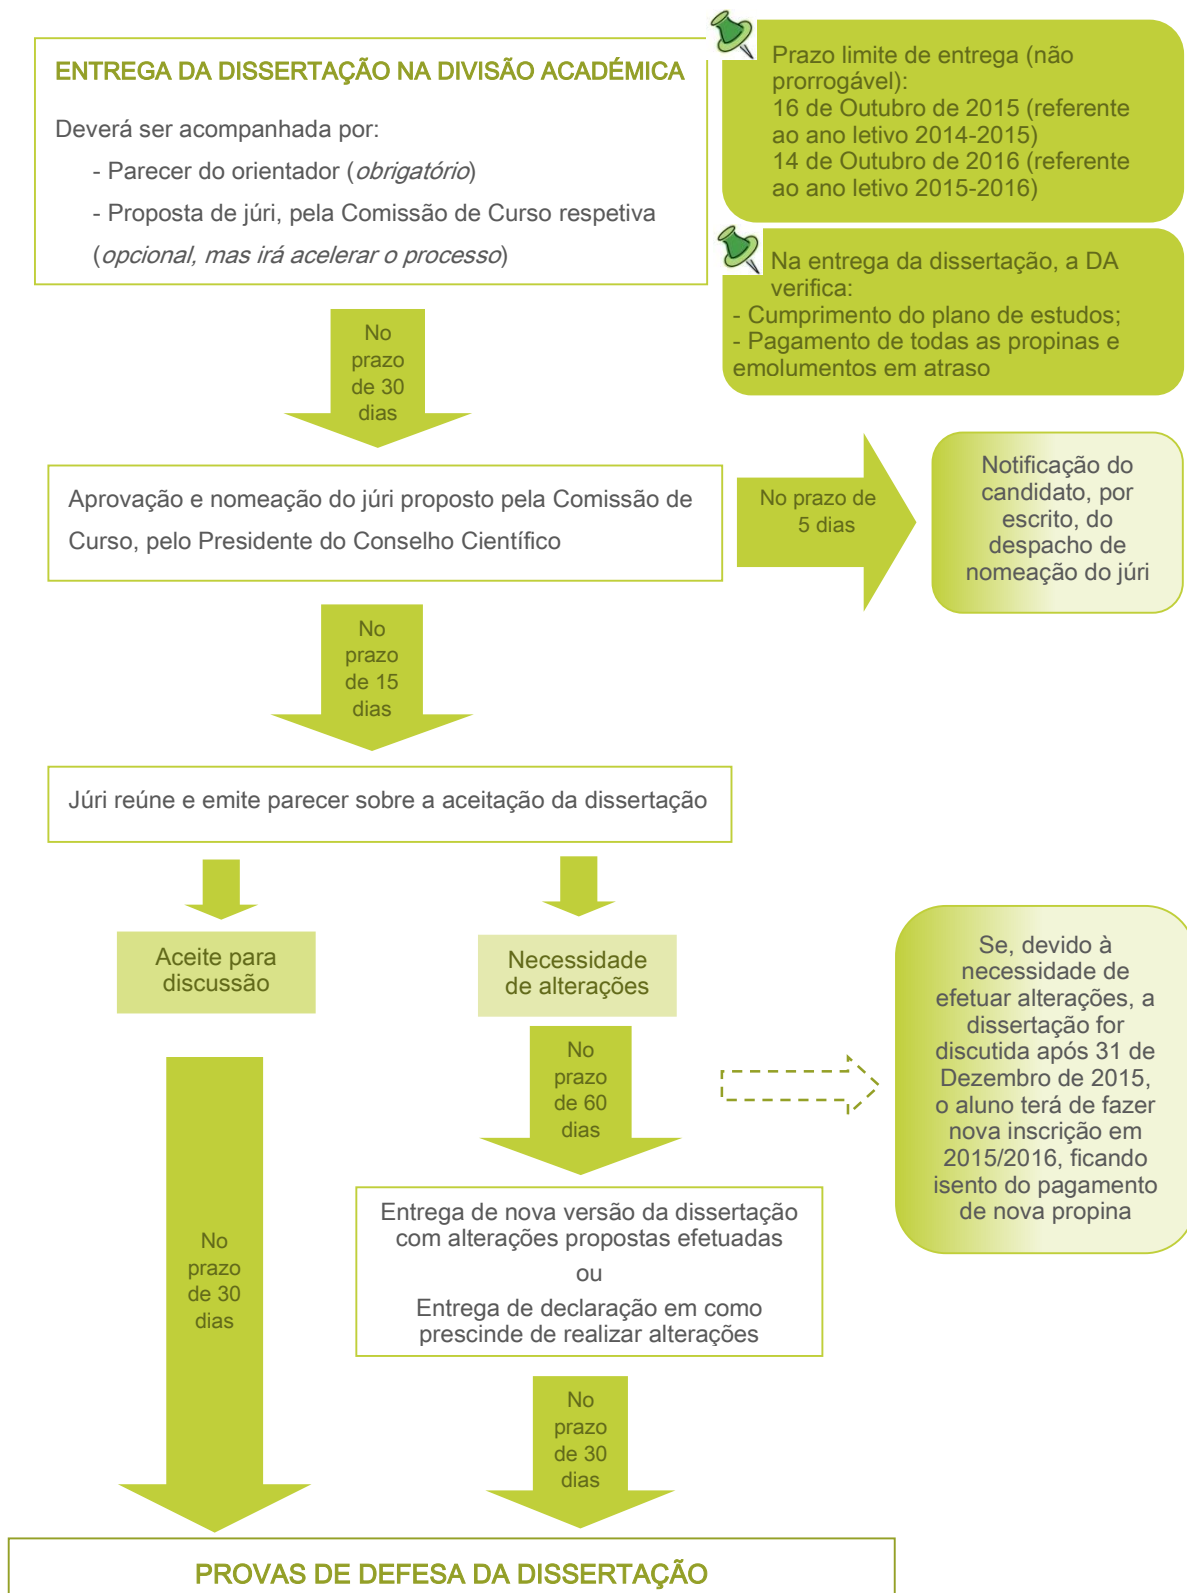 ENTREGA DA DISSERTAÇÃO NA DIVISÃO ACADÉMICA
Deverá ser acompanhada por:
- Parecer do orientador (obrigatório)
- Proposta de júri, pela Comissão de Curso respetiva
(opcional, mas irá acelerar o processo)
Prazo limite de entrega (não
prorrogável):
16 de Outubro de 2015 (referente
ao ano letivo 2014-2015)
14 de Outubro de 2016 (referente
ao ano letivo 2015-2016)
Na entrega da dissertação, a DA
verifica:
- Cumprimento do plano de estudos;
- Pagamento de todas as propinas e
emolumentos em atraso
No
prazo
de 30
dias
Aprovação e nomeação do júri proposto pela Comissão de
Curso, pelo Presidente do Conselho Científico
No prazo de
5 dias
Notificação do
candidato, por
escrito, do
despacho de
nomeação do júri
No
prazo
de 15
dias
Júri reúne e emite parecer sobre a aceitação da dissertação
Aceite para
discussão
Necessidade
de alterações
No
prazo
de 60
dias
Se, devido à
necessidade de
efetuar alterações, a
dissertação for
discutida após 31 de
Dezembro de 2015,
o aluno terá de fazer
nova inscrição em
2015/2016, ficando
isento do pagamento
de nova propina
Entrega de nova versão da dissertação
com alterações propostas efetuadas
ou
Entrega de declaração em como
prescinde de realizar alterações
No
prazo
de 30
dias
No
prazo
de 30
dias
PROVAS DE DEFESA DA DISSERTAÇÃO